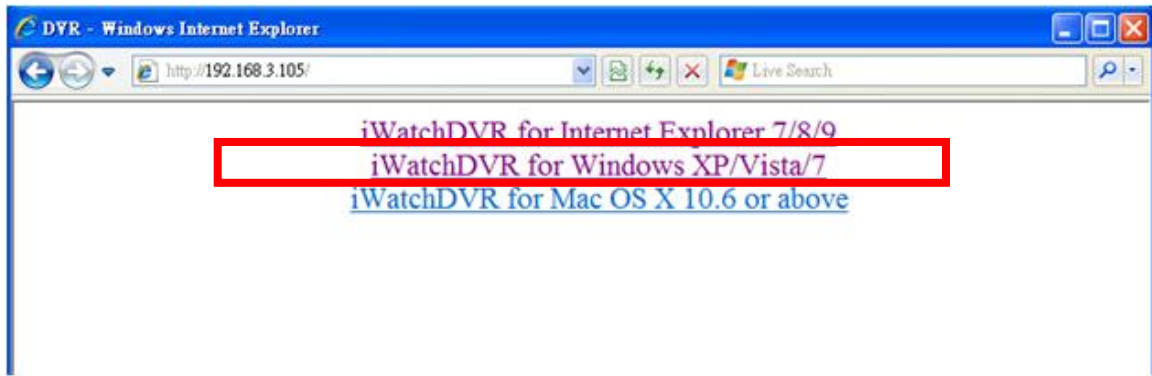 DVR - Windows Internet Explorer
http://192.168.3.105/
Live Search
iWatchDVR for Internet Explorer 7/8/9
iWatchDVR for Windows XP/Vista/7
iWatchDVR for Mac OS X 10.6 or above